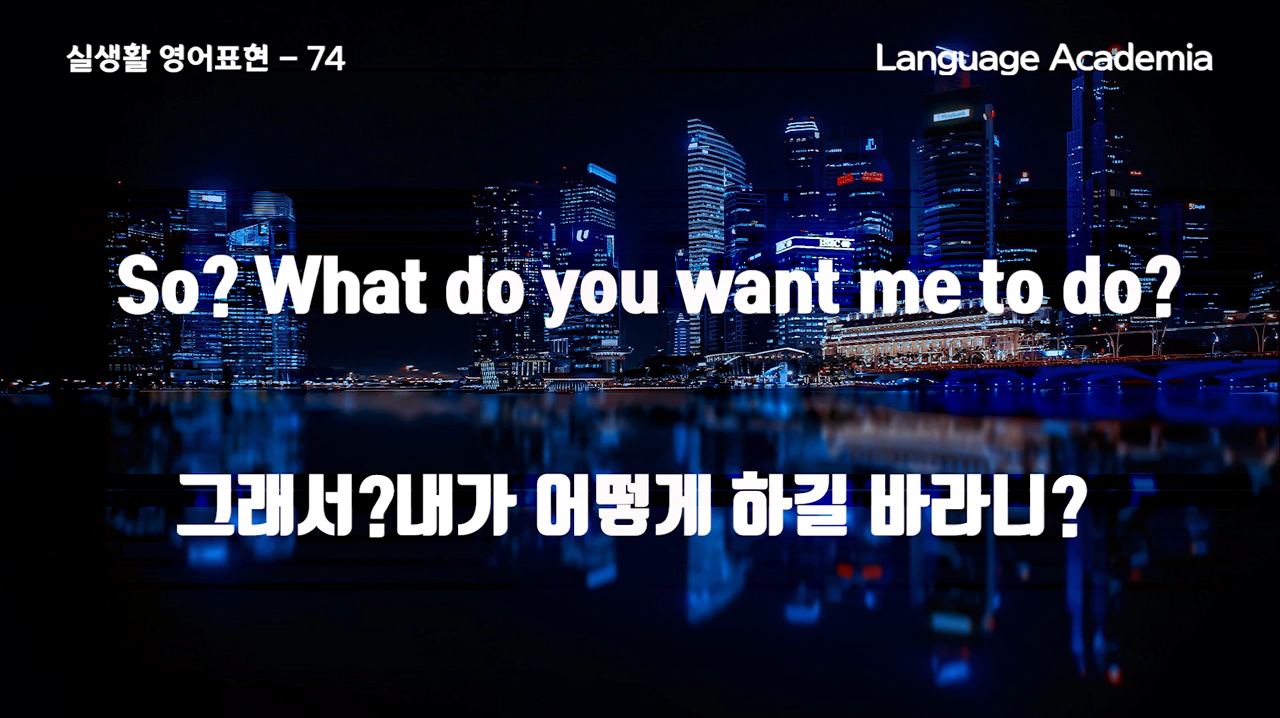 실생활 영어표현 – 74
Language Academia
HSBC
So? What do you want me to do?
그래서?내가 어떻게 하길 바라니?